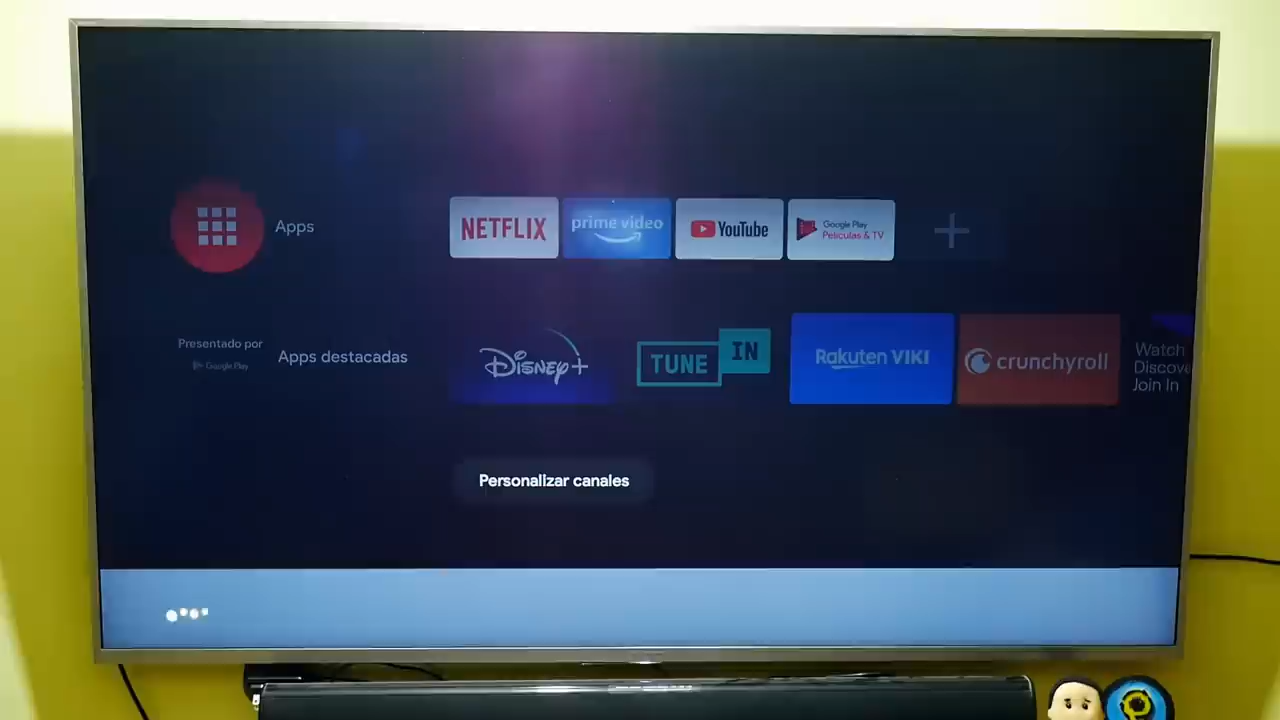 Apps
NETFLIX
prime video
YouTube
Google Play
Películas & TV
Presentado por
Google Play
Apps destacadas
Disney+
TUNE IN
Rakuten VIKI
crunchyroll
Watch
Discove
Join In
Personalizar canales